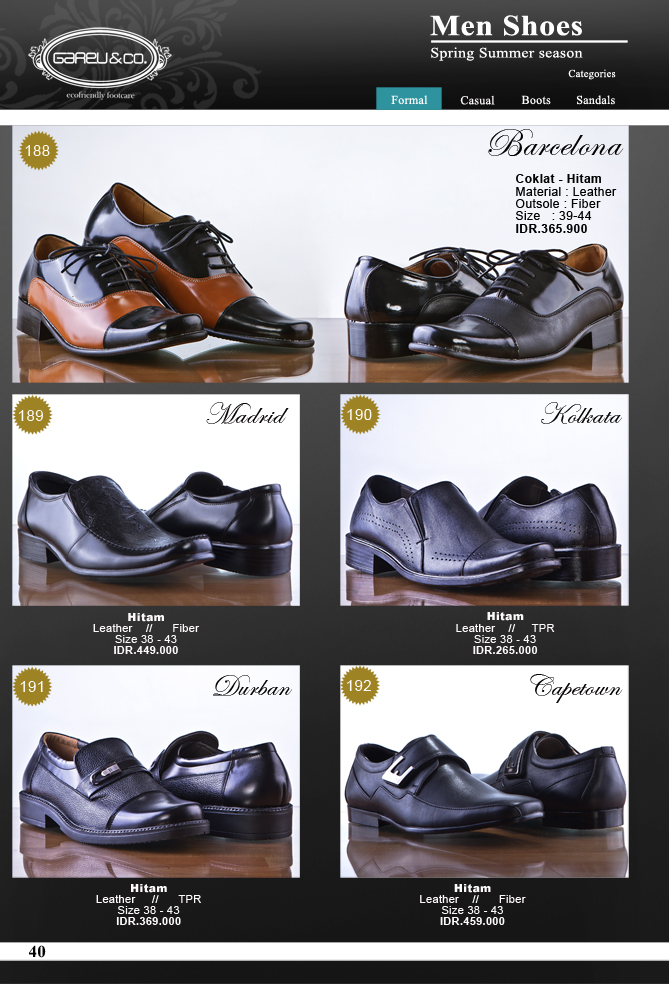 GAREU&CO.
ecofriendly footcare
Men Shoes
Spring Summer season
Categories
Formal Casual Boots Sandals
188
Barcelona
Coklat - Hitam
Material : Leather
Outsole : Fiber
Size : 39-44
IDR.365.900
189
Madrid
190
Kolkata
Hitam
Leather // Fiber
Size 38 - 43
IDR.449.000
Hitam
Leather // TPR
Size 38 - 43
IDR.265.000
191
Durban
192
Capetown
Hitam
Leather // TPR
Size 38 - 43
IDR.369.000
Hitam
Leather // Fiber
Size 38 - 43
IDR.459.000
40